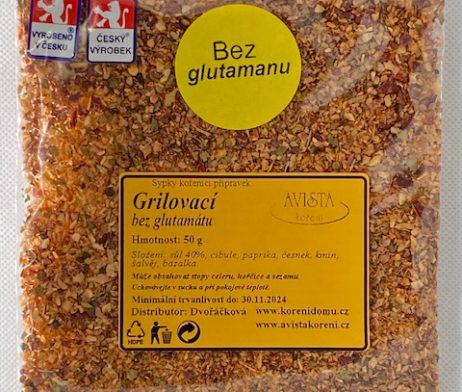 VYROBENO
V ČESKU
ČESKÝ
VÝROBEK
Bez
glutamanu
Sypký kořenicí přípravek
Grilovací
bez glutamátu
AVISTA
koření
Hmotnost: 50 g
Složení: sůl 40%, cibule, paprika, česnek, kmín,
šalvěj, bazalka.
Může obsahovat stopy celeru, hořčice a sezamu.
Uchovávejte v suchu a při pokojové teplotě.
Minimální trvanlivost do: 30.11.2024
Distributor: Dvořáčková www.korenidomu.cz
www.avistakoreni.cz
HDPE